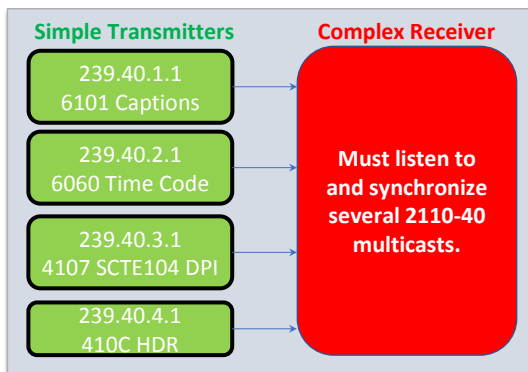 Simple Transmitters
Complex Receiver
239.40.1.1
6101 Captions
239.40.2.1
6060 Time Code
239.40.3.1
4107 SCTE104 DPI
239.40.4.1
410C HDR
Must listen to
and synchronize
several 2110-40
multicasts.